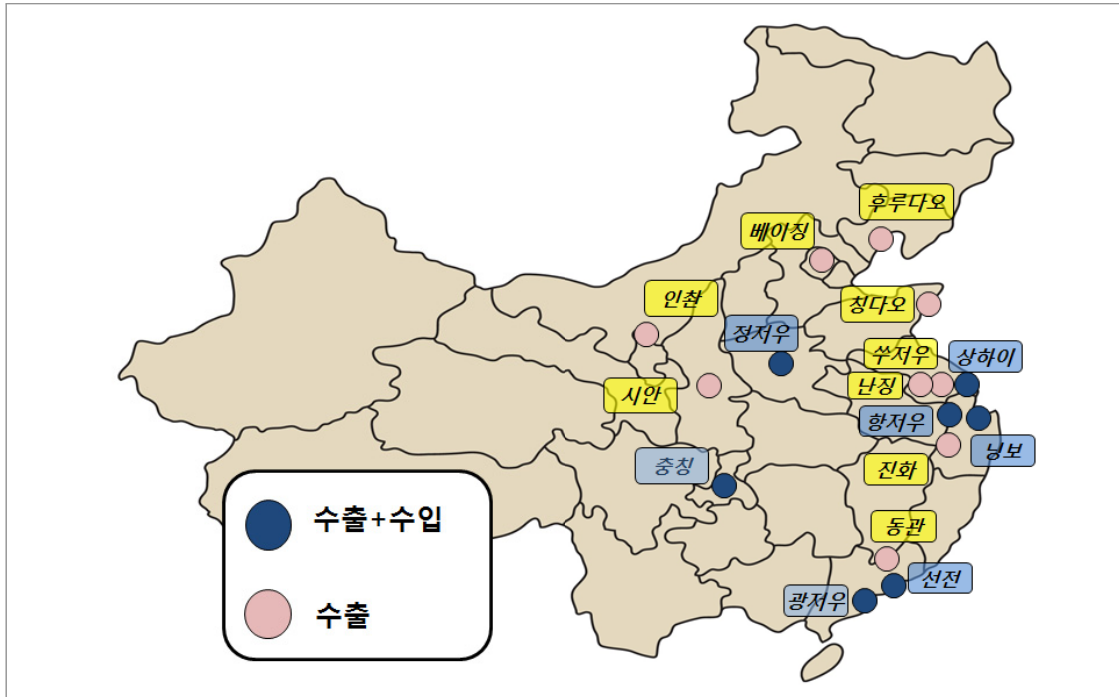 후루다오
베이징
인촨
칭다오
정저우
쑤저우
상하이
난징
시안
항저우
닝보
충칭
진화
동관
선전
광저우
수출+수입
수출